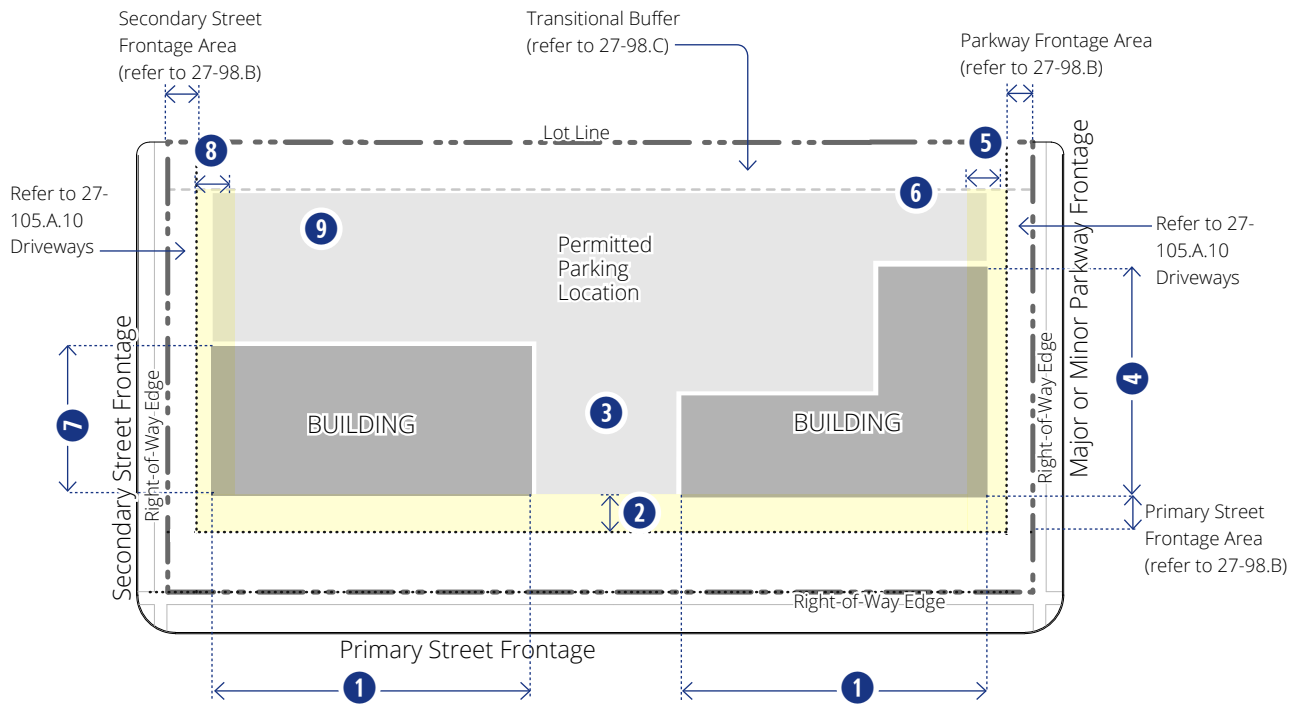 Secondary Street
Frontage Area
(refer to 27-98.B)
Transitional Buffer
(refer to 27-98.C)
Parkway Frontage Area
(refer to 27-98.B)
Lot Line
8
5
6
Refer to 27-
105.A.10
Driveways
9
Permitted
Parking
Location
Refer to 27-
105.A.10
Driveways
Secondary Street Frontage
Right-of-Way Edge
7
BUILDING
3
BUILDING
4
Right-of-Way Edge
Major or Minor Parkway Frontage
2
Primary Street
Frontage Area
(refer to 27-98.B)
Right-of-Way Edge
Primary Street Frontage
1
1